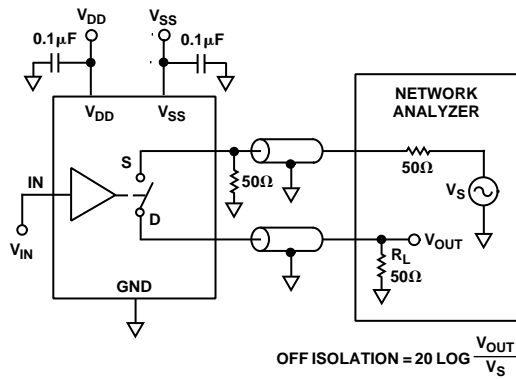 VDD
VSS
0.1µF
0.1µF
VDD
VSS
NETWORK
ANALYZER
S
IN
50Ω
50Ω
VS
D
VIN
VOUT
RL
50Ω
GND
OFF ISOLATION = 20 LOG VOUT
VS